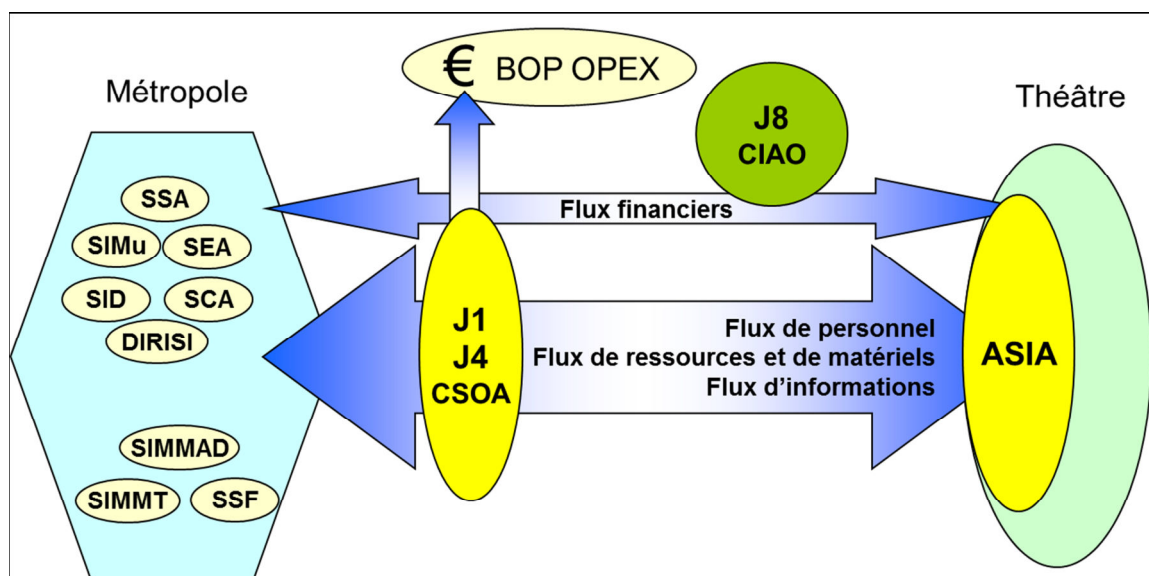 € BOP OPEX
Métropole
Théâtre
J8
CIAO
SSA
Flux financiers
SIMu
SEA
SID
SCA
DIRISI
J1
J4
CSOA
Flux de personnel
Flux de ressources et de matériels
Flux d'informations
ASIA
SIMMAD
SIMMT
SSF